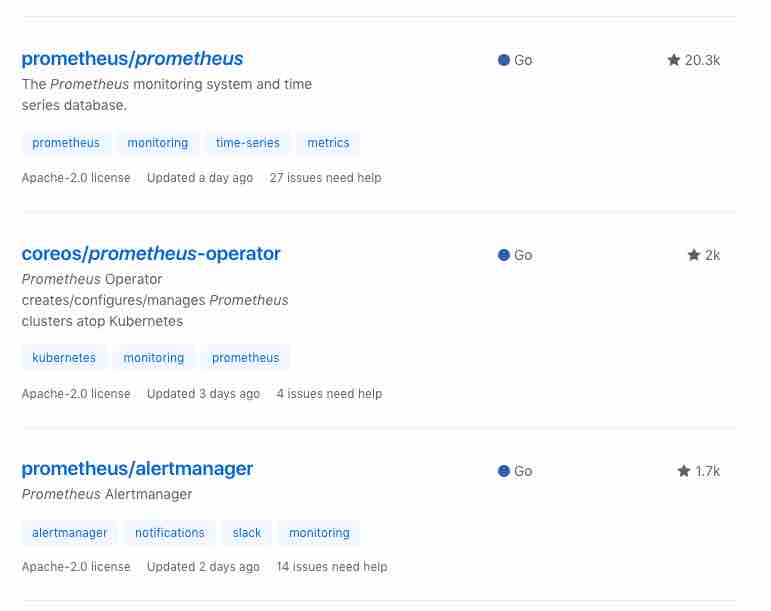 prometheus/prometheus Go 20.3k
The Prometheus monitoring system and time
series database.
prometheus monitoring time-series metrics
Apache-2.0 license Updated a day ago 27 issues need help
coreos/prometheus-operator Go 2k
Prometheus Operator
creates/configures/manages Prometheus
clusters atop Kubernetes
kubernetes monitoring prometheus
Apache-2.0 license Updated 3 days ago 4 issues need help
prometheus/alertmanager Go 1.7k
Prometheus Alertmanager
alertmanager notifications slack monitoring
Apache-2.0 license Updated 2 days ago 14 issues need help